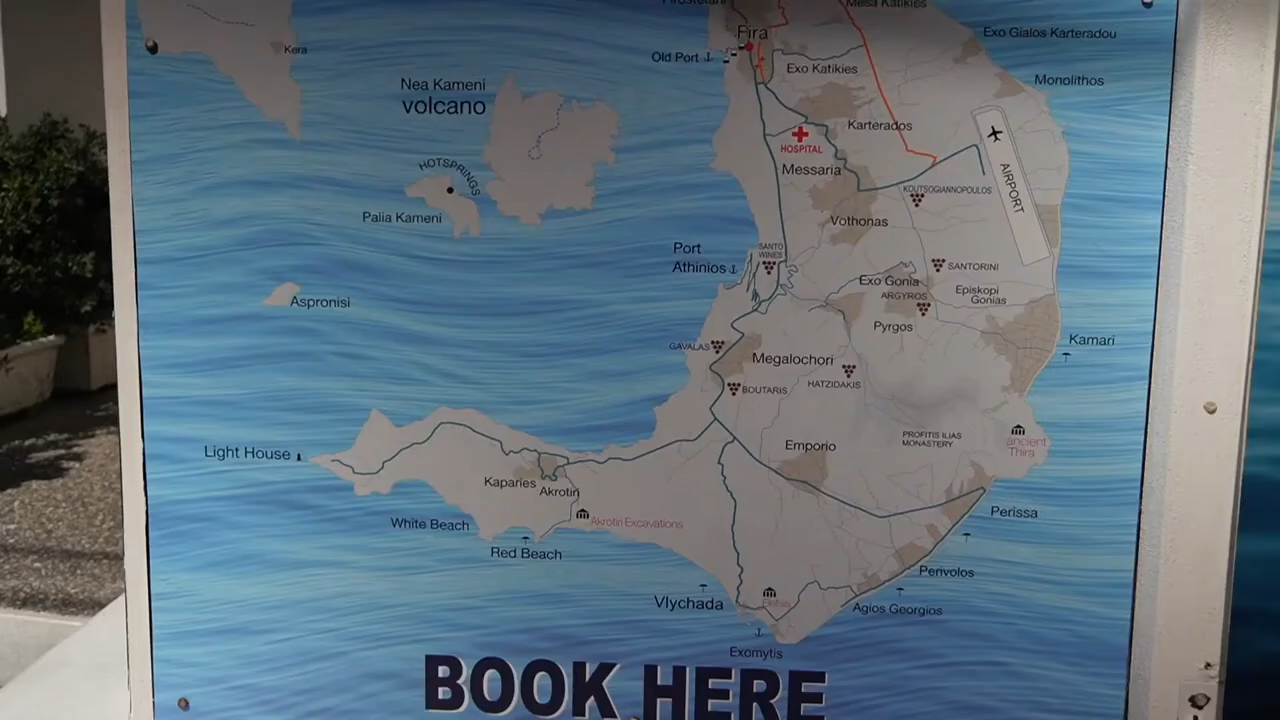 Mesa Katikies
Fira
Exo Gialos Karteradou
Kera
Old Port
Exo Katikies
Monolithos
Nea Kameni
volcano
Karterados
HOSPITAL
HOTSPRINGS
Messaria
AIRPORT
KOUTSOGIANNOPOULOS
Palia Kameni
Vothonas
Port
Athinios
SANTO
WINES
SANTORINI
Exo Gonia
Episkopi
Gonias
ARGYROS
Aspronisi
Pyrgos
Kamari
GAVALAS
Megalochori
HATZIDAKIS
BOUTARIS
PROFITIS ILIAS
MONASTERY
ancient
Thira
Emporio
Light House
Kaparies
Akrotiri
Perissa
White Beach
Akrotiri Excavations
Red Beach
Perivolos
Vlychada
Agios Georgios
Exomytis
BOOK HERE